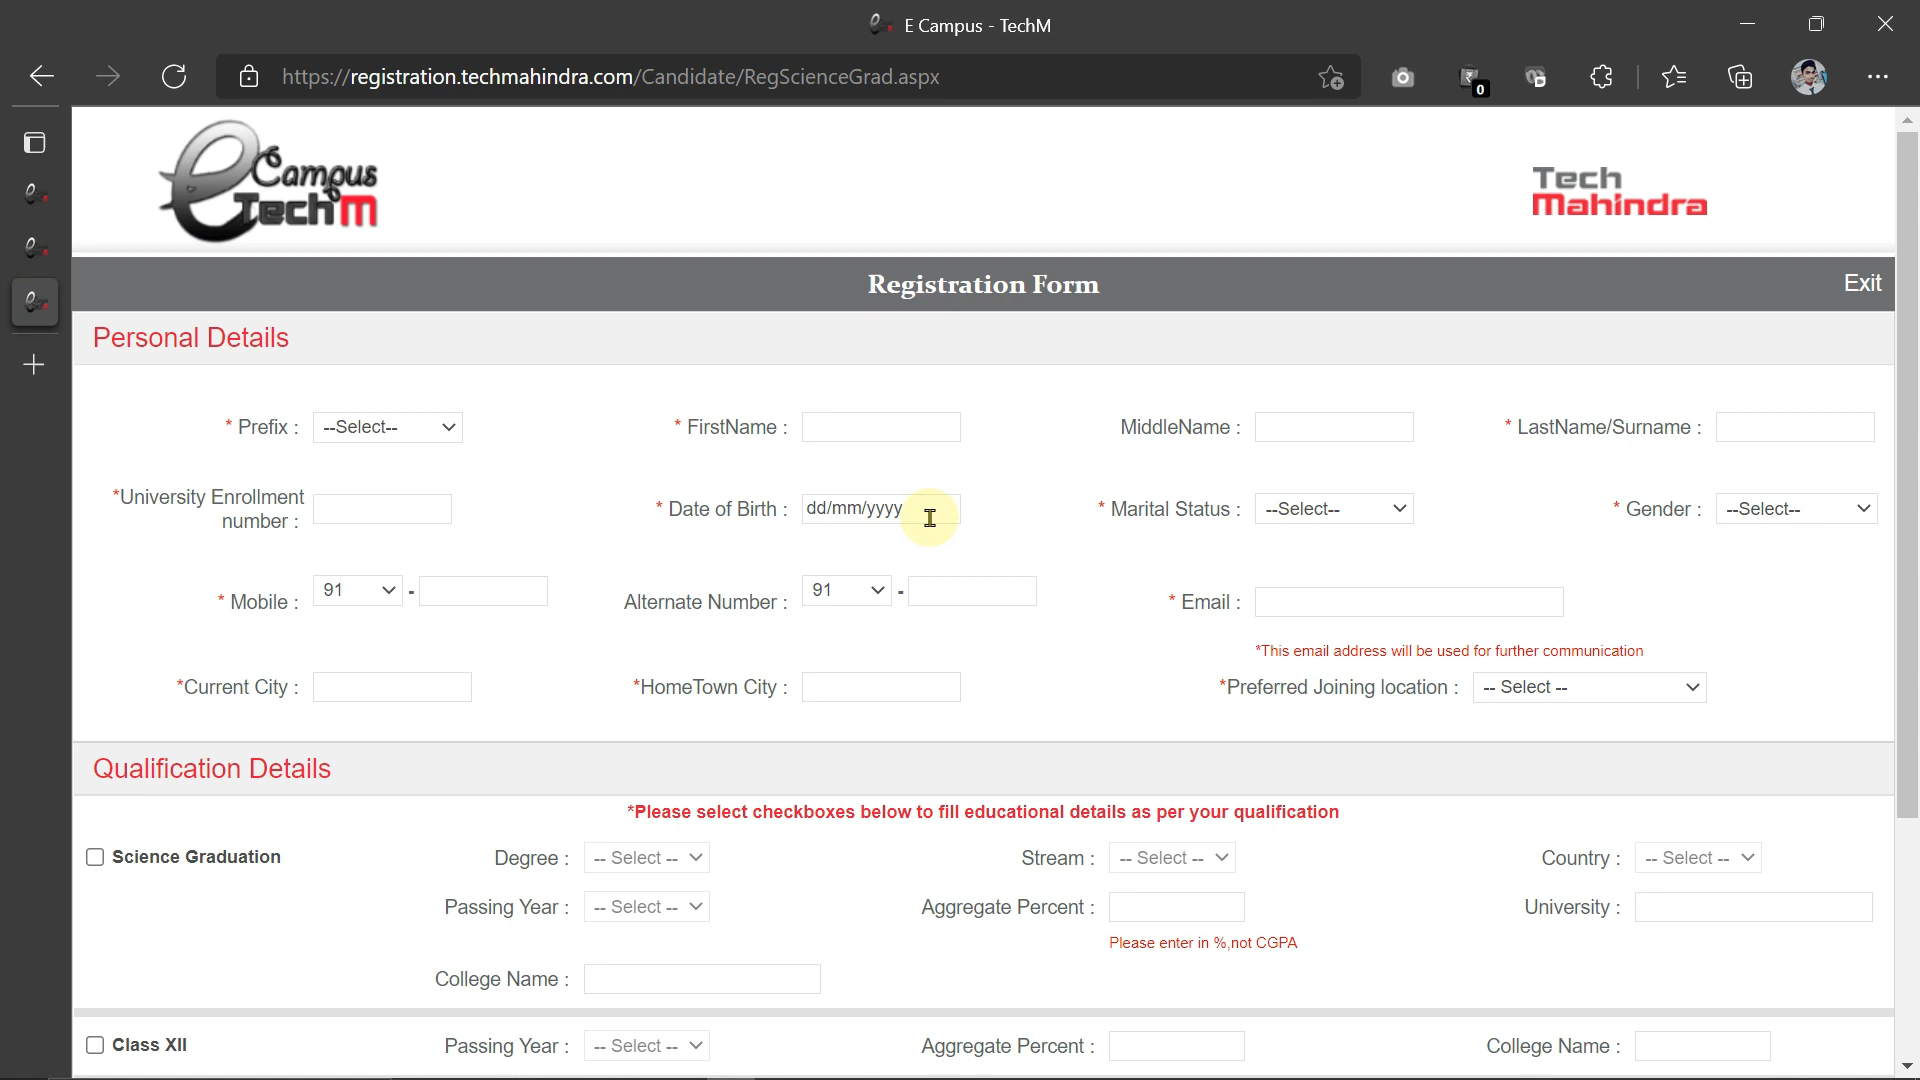 E Campus - TechM
https://registration.techmahindra.com/Candidate/RegScienceGrad.aspx
0
eCampus
TechM
Tech
Mahindra
Registration Form
Exit
Personal Details
* Prefix : --Select-- * FirstName : MiddleName : * LastName/Surname :
*University Enrollment
number : * Date of Birth : dd/mm/yyyy * Marital Status : --Select-- * Gender : --Select--
* Mobile : 91 - Alternate Number : 91 - * Email :
*This email address will be used for further communication
*Current City : *HomeTown City : *Preferred Joining location : -- Select --
Qualification Details
*Please select checkboxes below to fill educational details as per your qualification
Science Graduation Degree : -- Select -- Stream : -- Select -- Country : -- Select --
Passing Year : -- Select -- Aggregate Percent : University :
Please enter in %,not CGPA
College Name :
Class XII Passing Year : -- Select -- Aggregate Percent : College Name :